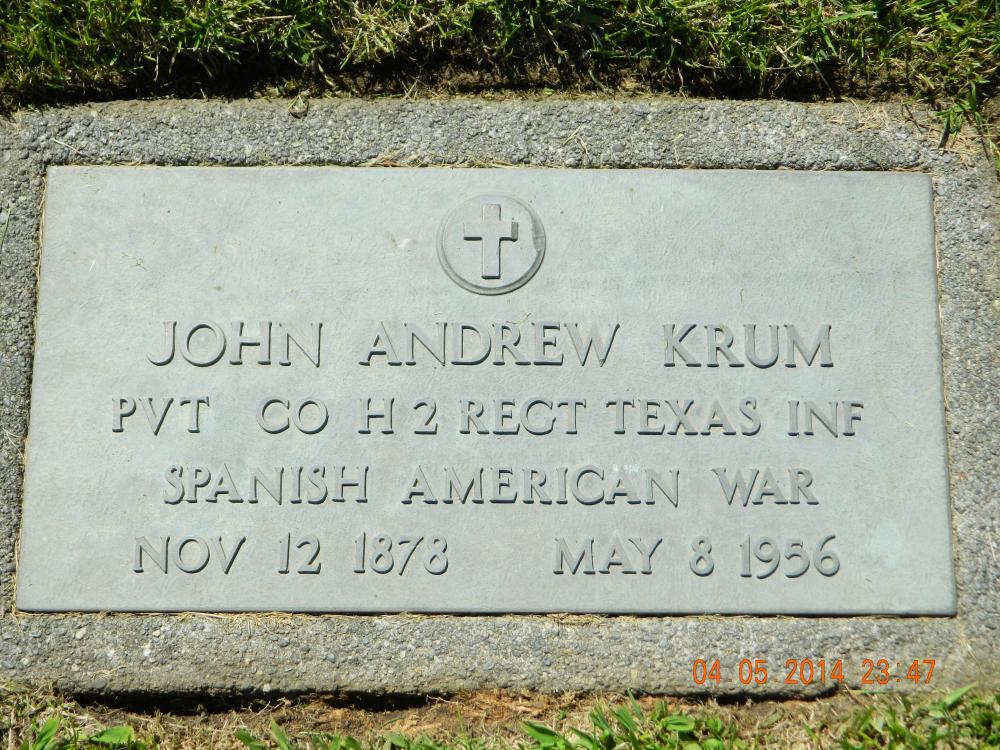 JOHN ANDREW KRUM
PVT CO H 2 REGT TEXAS INF
SPANISH AMERICAN WAR
NOV 12 1878 MAY 8 1956
04 05 2014 23:47